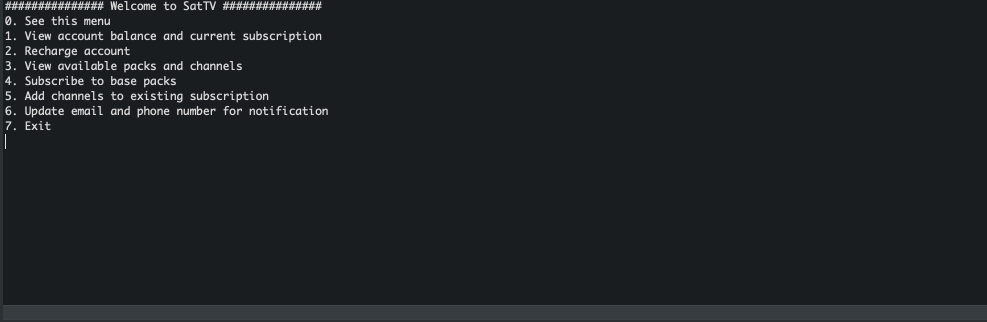 ############### Welcome to SatTV ###############
0. See this menu
1. View account balance and current subscription
2. Recharge account
3. View available packs and channels
4. Subscribe to base packs
5. Add channels to existing subscription
6. Update email and phone number for notification
7. Exit